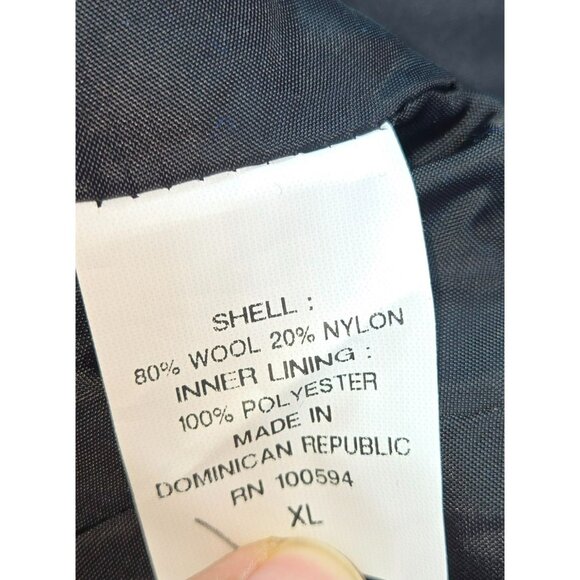 SHELL :
80% WOOL 20% NYLON
INNER LINING :
100% POLYESTER
MADE IN
DOMINICAN REPUBLIC
RN 100594
XL